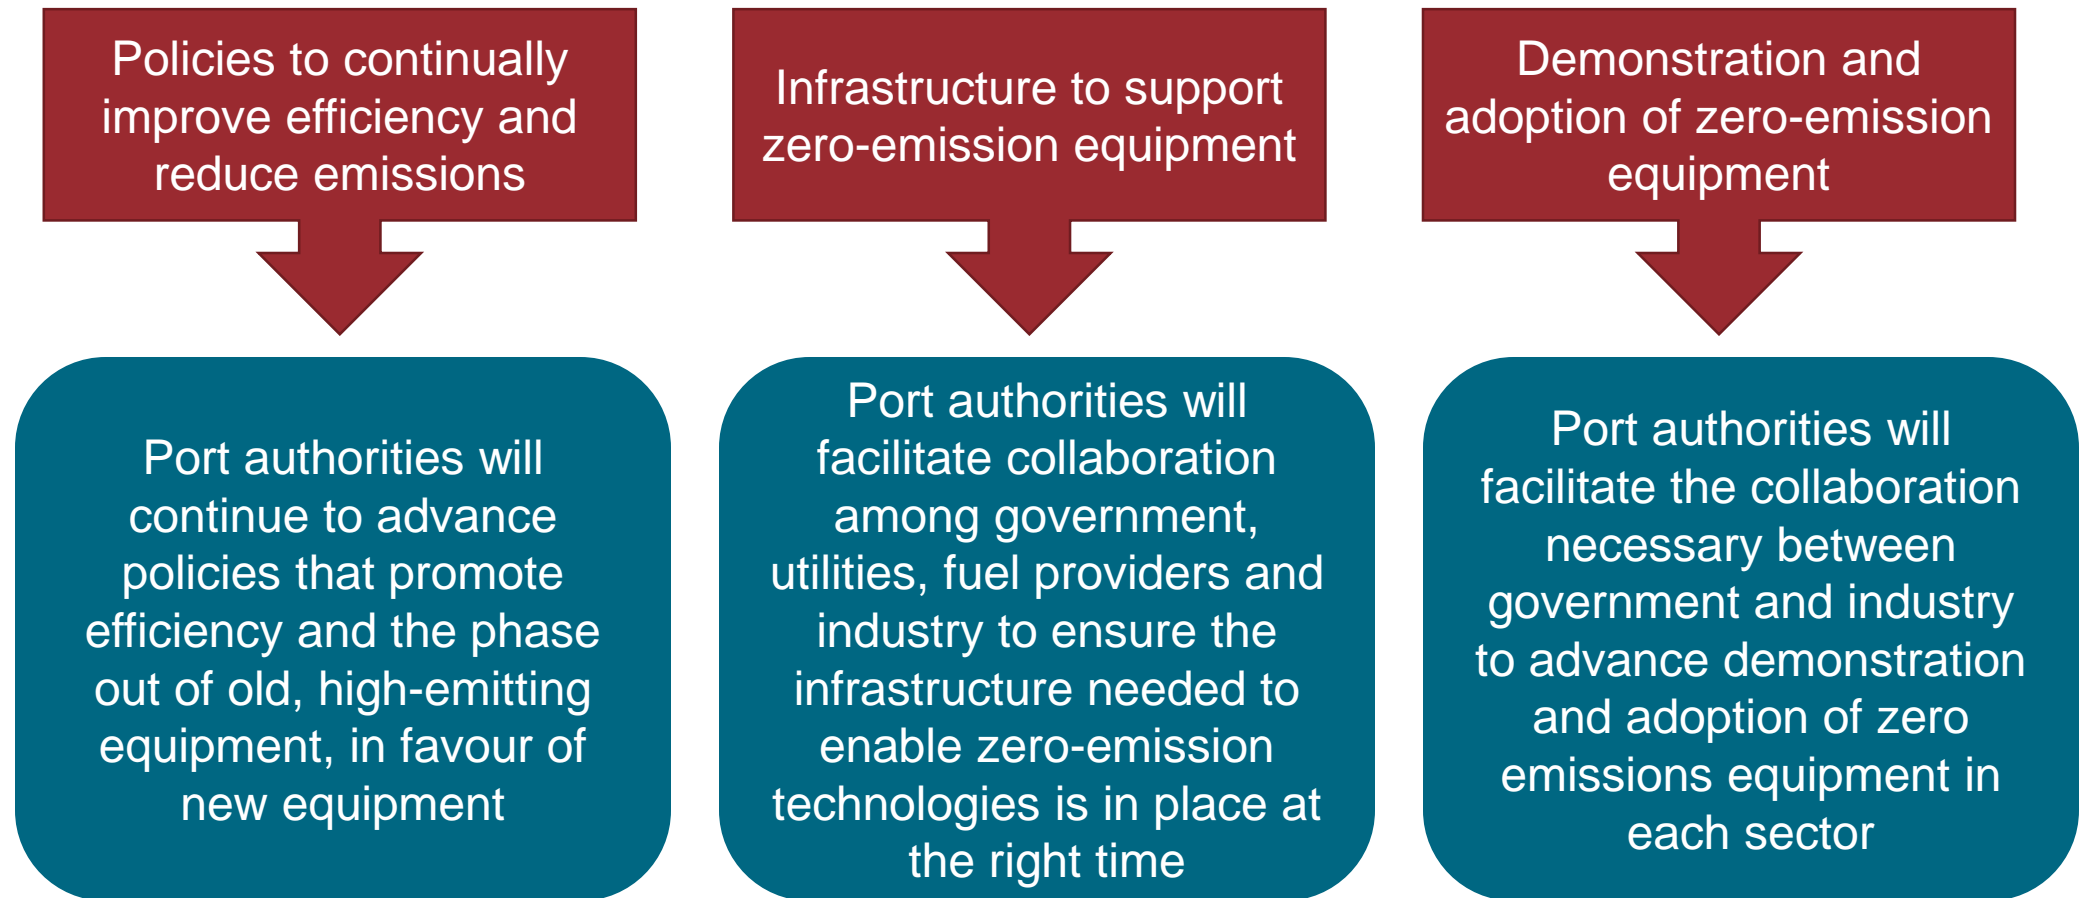 Policies to continually
improve efficiency and
reduce emissions
Infrastructure to support
zero-emission equipment
Demonstration and
adoption of zero-emission
equipment
Port authorities will
continue to advance
policies that promote
efficiency and the phase
out of old, high-emitting
equipment, in favour of
new equipment
Port authorities will
facilitate collaboration
among government,
utilities, fuel providers and
industry to ensure the
infrastructure needed to
enable zero-emission
technologies is in place at
the right time
Port authorities will
facilitate the collaboration
necessary between
government and industry
to advance demonstration
and adoption of zero
emissions equipment in
each sector